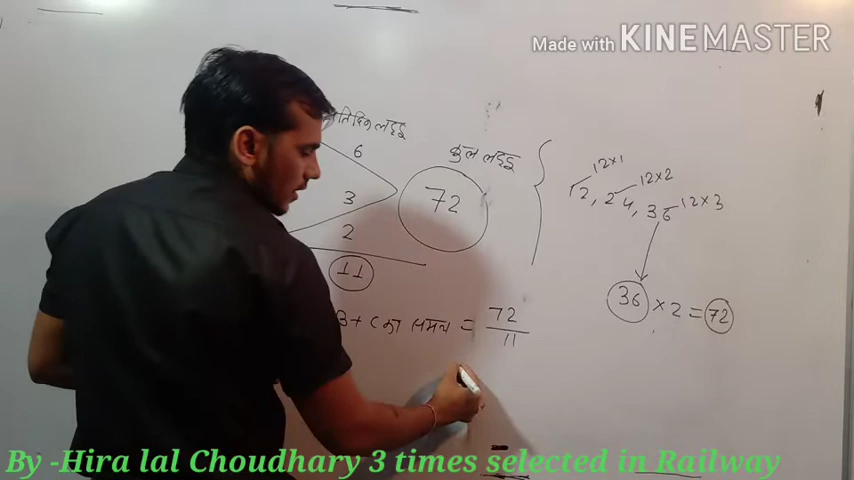 Made with KINEMASTER
प्रतिदिन लड्डू
6
3
2
11
कुल लड्डू
72
12×1
12×2
12×3
12, 24, 36
36 × 2 = 72
B + C का समय = 72/11
By -Hira lal Choudhary 3 times selected in Railway